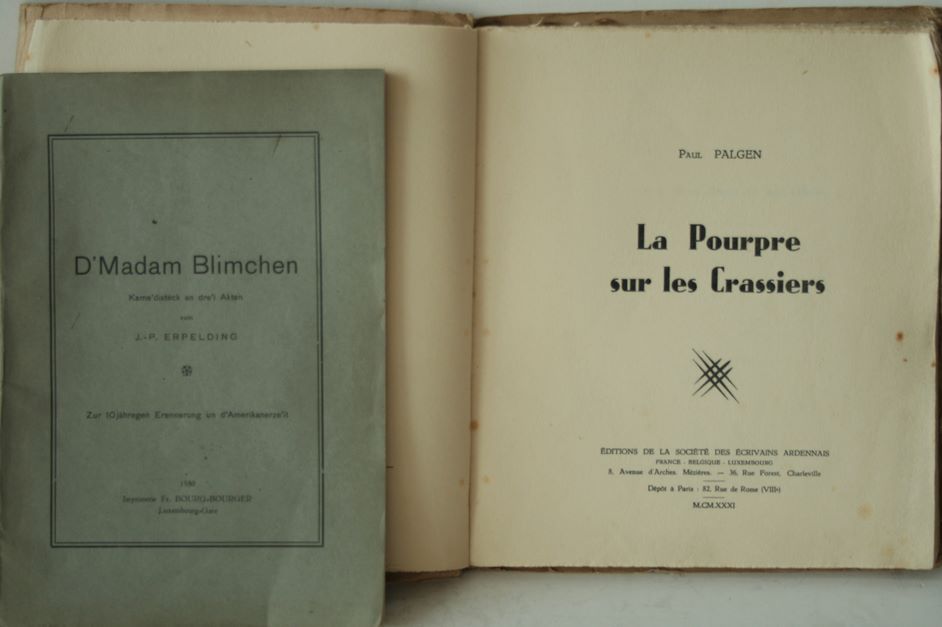 D'Madam Blimchen
Kome'distéck an dre'i Akten
vum
J.-P. ERPELDING
Zur 10jähregen Erennerung un d'Amerikanerze'it
Imprimerie Fr. BOURG-BOURGER
Luxembourg-Gare
PAUL PALGEN
La Pourpre
sur les Crassiers
ÉDITIONS DE LA SOCIÉTÉ DES ÉCRIVAINS ARDENNAIS
FRANCE - BELGIQUE - LUXEMBOURG
8, Avenue d'Arches, Mézières. — 36, Rue Forest, Charleville
Dépôt à Paris : 82, Rue de Rome (VIIIe)
M.CM.XXXI